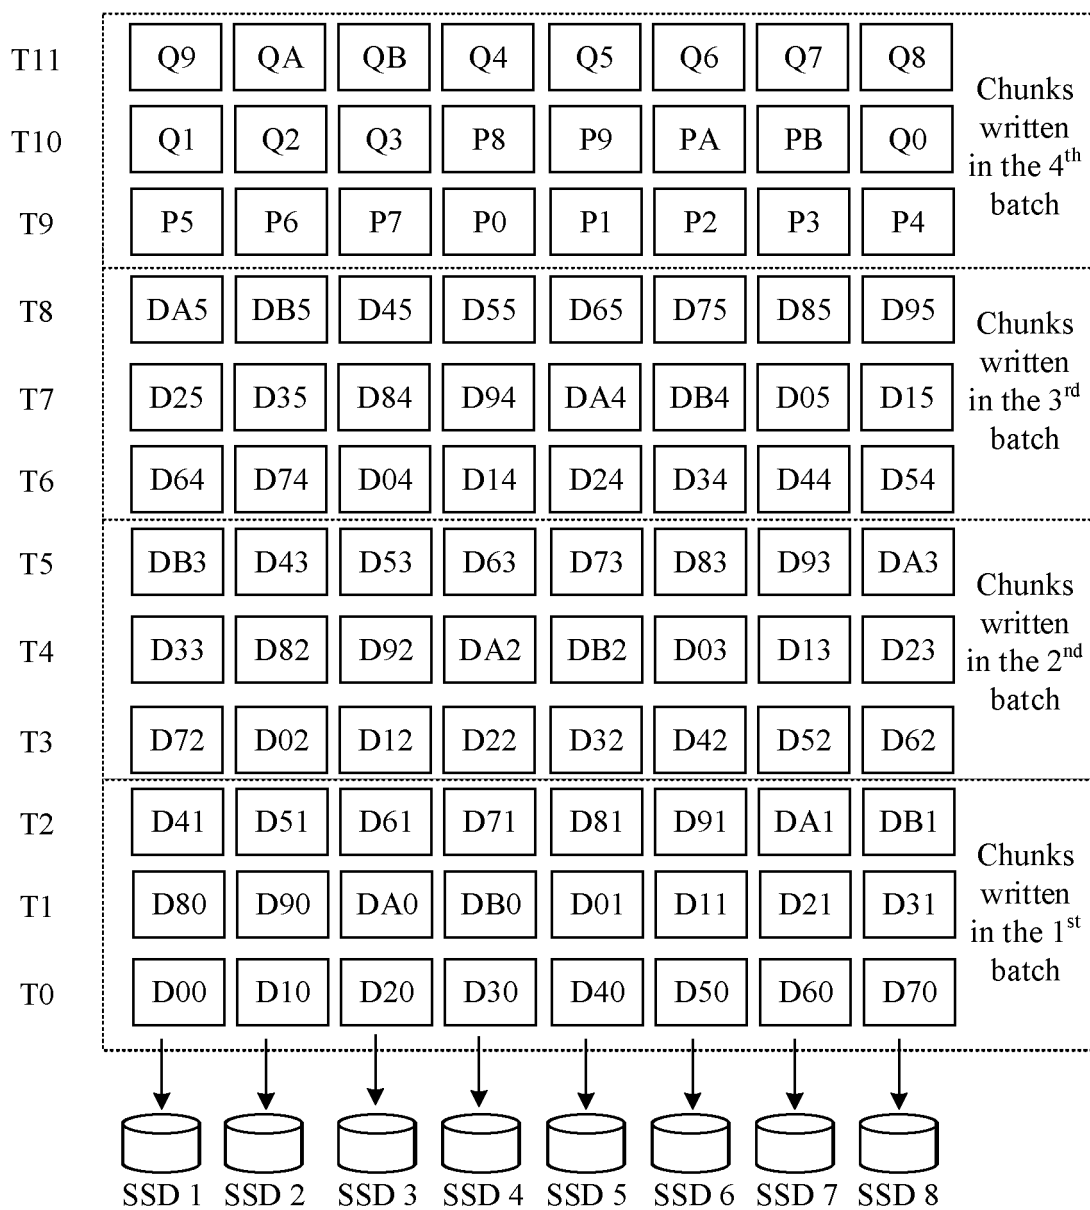 T11 Q9 QA QB Q4 Q5 Q6 Q7 Q8
T10 Q1 Q2 Q3 P8 P9 PA PB Q0
T9 P5 P6 P7 P0 P1 P2 P3 P4
Chunks
written
in the 4th
batch
T8 DA5 DB5 D45 D55 D65 D75 D85 D95
T7 D25 D35 D84 D94 DA4 DB4 D05 D15
T6 D64 D74 D04 D14 D24 D34 D44 D54
Chunks
written
in the 3rd
batch
T5 DB3 D43 D53 D63 D73 D83 D93 DA3
T4 D33 D82 D92 DA2 DB2 D03 D13 D23
T3 D72 D02 D12 D22 D32 D42 D52 D62
Chunks
written
in the 2nd
batch
T2 D41 D51 D61 D71 D81 D91 DA1 DB1
T1 D80 D90 DA0 DB0 D01 D11 D21 D31
T0 D00 D10 D20 D30 D40 D50 D60 D70
Chunks
written
in the 1st
batch
SSD 1 SSD 2 SSD 3 SSD 4 SSD 5 SSD 6 SSD 7 SSD 8